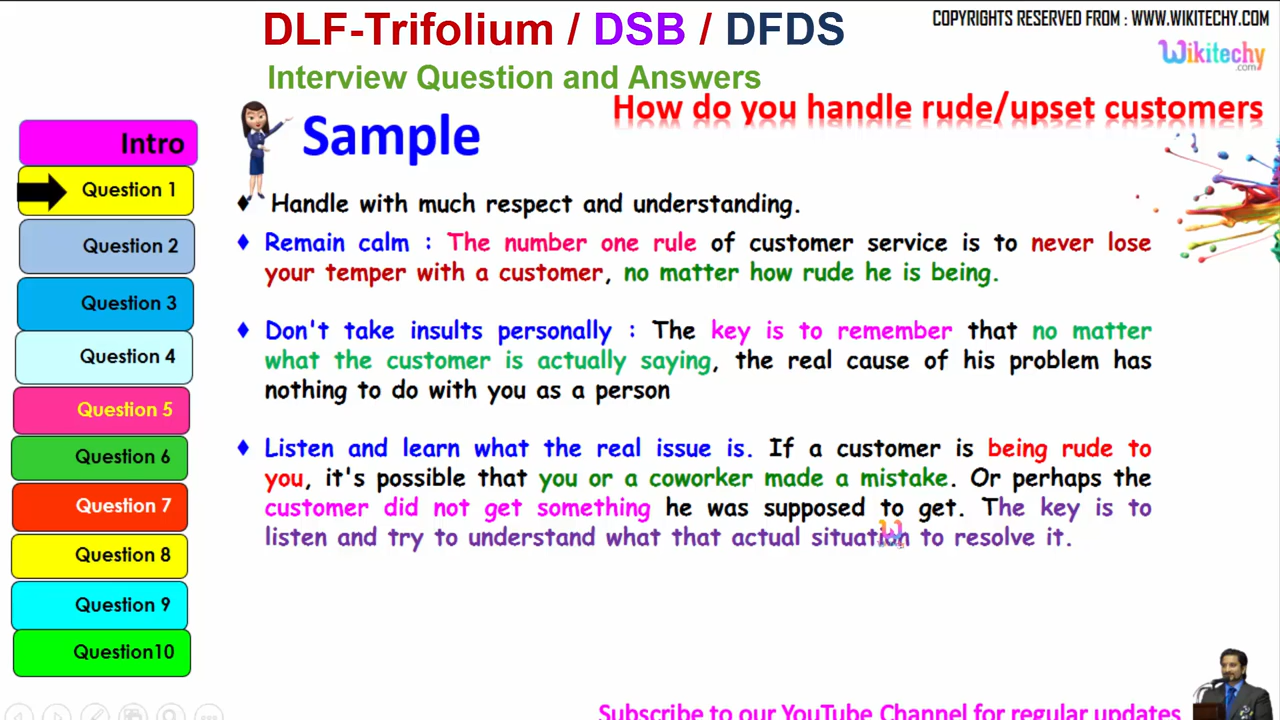 DLF-Trifolium / DSB / DFDS
COPYRIGHTS RESERVED FROM : WWW.WIKITECHY.COM
Wikitechy
.com
Interview Question and Answers
How do you handle rude/upset customers
Sample
Intro
Question 1
Question 2
Question 3
Question 4
Question 5
Question 6
Question 7
Question 8
Question 9
Question10
Handle with much respect and understanding.
Remain calm : The number one rule of customer service is to never lose
your temper with a customer, no matter how rude he is being.
Don't take insults personally : The key is to remember that no matter
what the customer is actually saying, the real cause of his problem has
nothing to do with you as a person
Listen and learn what the real issue is. If a customer is being rude to
you, it's possible that you or a coworker made a mistake. Or perhaps the
customer did not get something he was supposed to get. The key is to
listen and try to understand what that actual situation to resolve it.
Subscribe to our YouTube Channel for regular updates